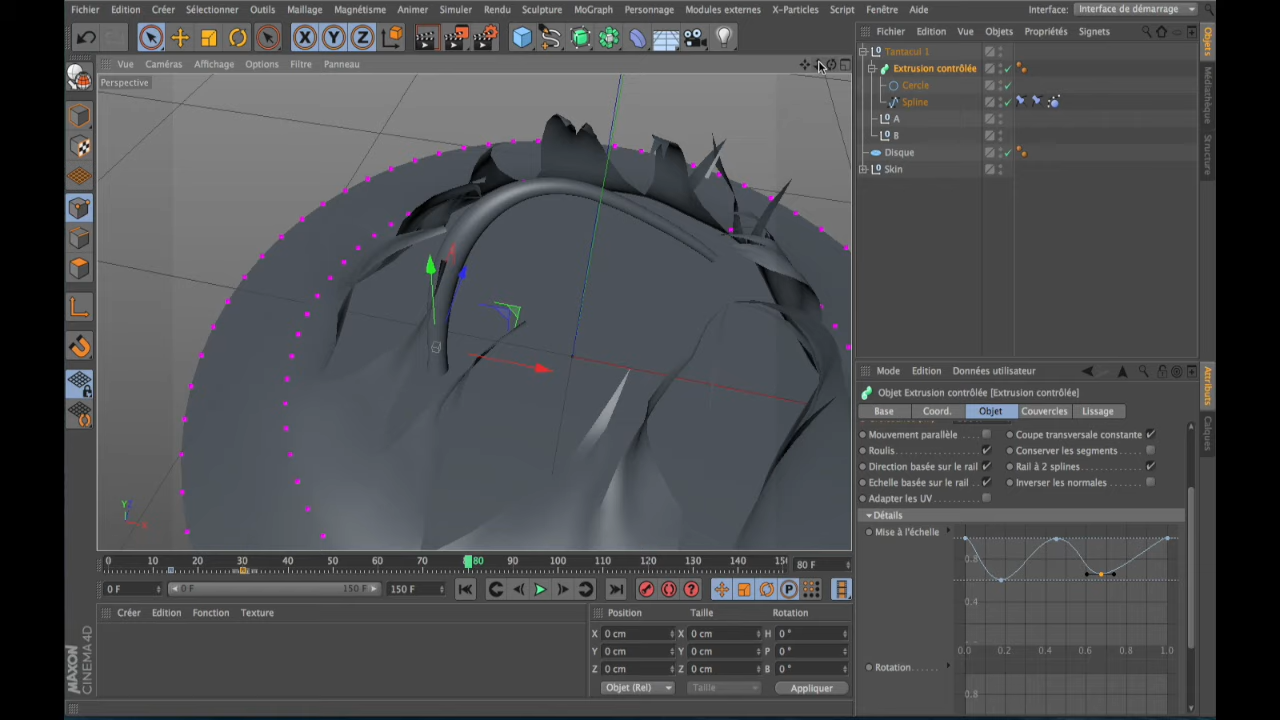 Fichier Edition Créer Sélectionner Outils Maillage Magnétisme Animer Simuler Rendu Sculpture MoGraph Personnage Modules externes X-Particles Script Fenêtre Aide Interface: Interface de démarrage
X Y Z
Fichier Edition Vue Objets Propriétés Signets
Objets
Médiathèque
Structure
Tantacul 1
Extrusion contrôlée
Cercle
Spline
A
B
Disque
Skin
Vue Caméras Affichage Options Filtre Panneau
Perspective
Y
X
0 10 20 30 40 50 60 70 80 90 100 110 120 130 140 15 80 F
0 F 0 F 150 F 150 F
P
Créer Edition Fonction Texture
Position Taille Rotation
X 0 cm X 0 cm H 0 °
Y 0 cm Y 0 cm P 0 °
Z 0 cm Z 0 cm B 0 °
Objet (Rel) Taille Appliquer
MAXON
CINEMA 4D
Mode Edition Données utilisateur
Attributs
Calques
Objet Extrusion contrôlée [Extrusion contrôlée]
Base Coord. Objet Couvercles Lissage
Mouvement parallèle Coupe transversale constante
Roulis Conserver les segments
Direction basée sur le rail Rail à 2 splines
Echelle basée sur le rail Inverser les normales
Adapter les UV
Détails
Mise à l'échelle
0.8
0.4
0.0 0.2 0.4 0.6 0.8 1.0
Rotation
0.8